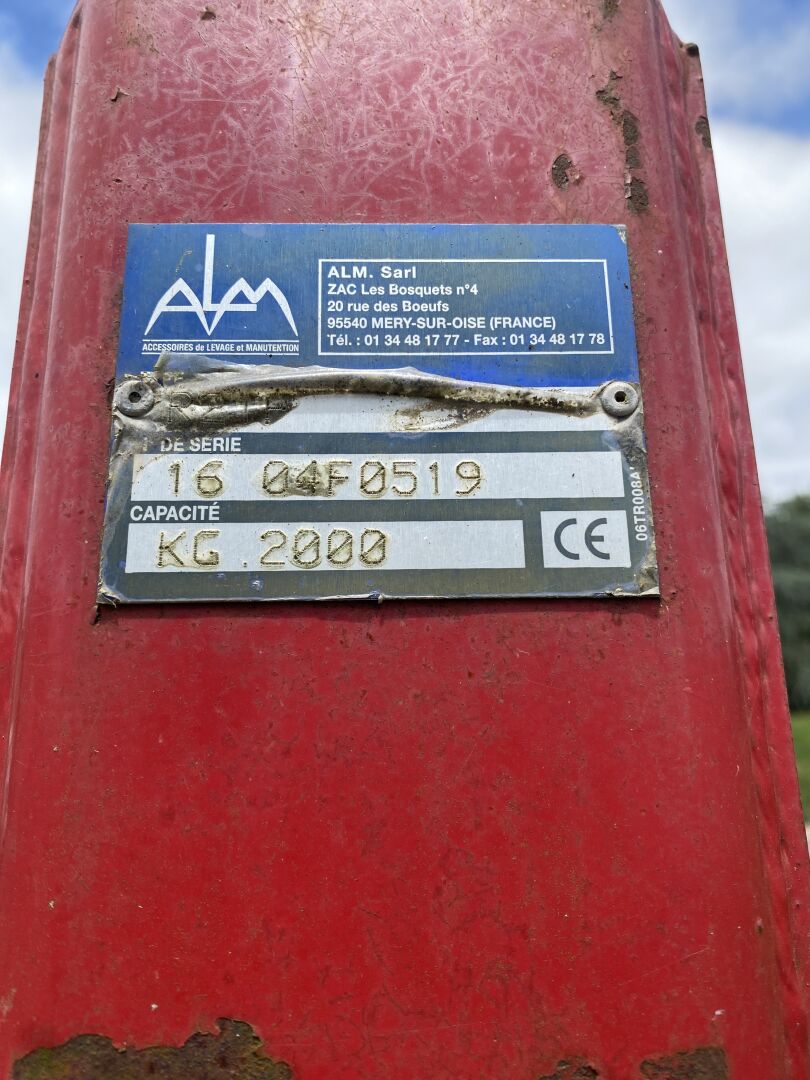 ALM
ACCESSOIRES de LEVAGE et MANUTENTION
ALM. Sarl
ZAC Les Bosquets n°4
20 rue des Boeufs
95540 MERY-SUR-OISE (FRANCE)
Tél. : 01 34 48 17 77 - Fax : 01 34 48 17 78
DE SERIE
16 04F0519
CAPACITÉ
KG .2000
CE